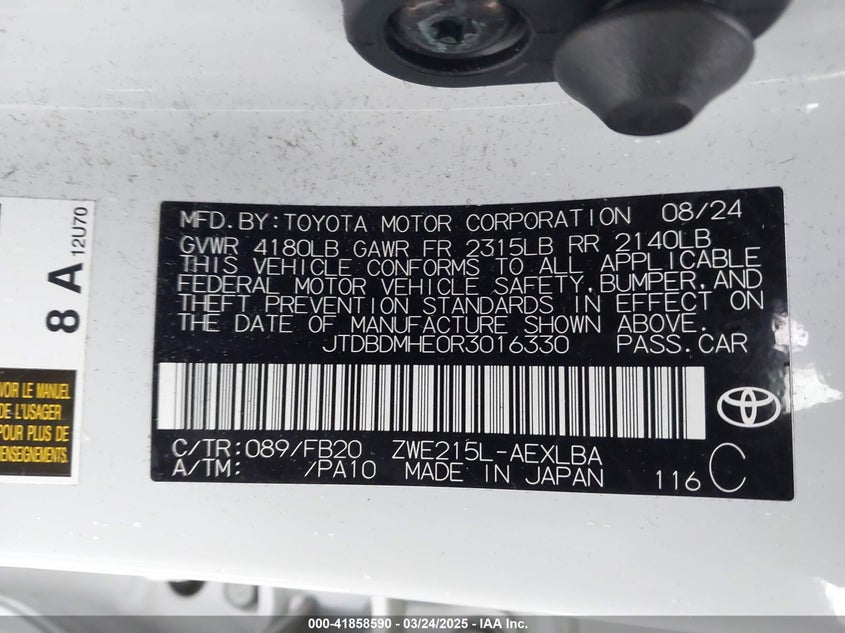 8 A
12U70
VOIR LE MANUEL
DE L'USAGER
POUR PLUS DE
RENSEIGNEMENTS.
MFD.BY:TOYOTA MOTOR CORPORATION 08/24
GVWR 4180LB GAWR FR 2315LB RR 2140LB
THIS VEHICLE CONFORMS TO ALL APPLICABLE
FEDERAL MOTOR VEHICLE SAFETY,BUMPER,AND
THEFT PREVENTION STANDARDS IN EFFECT ON
THE DATE OF MANUFACTURE SHOWN ABOVE.
JTDBDMHE0R3016330 PASS.CAR
C/TR:089/FB20 ZWE215L-AEXLBA
A/TM: /PA10 MADE IN JAPAN 116 C
000-41858590 - 03/24/2025 - IAAI.com